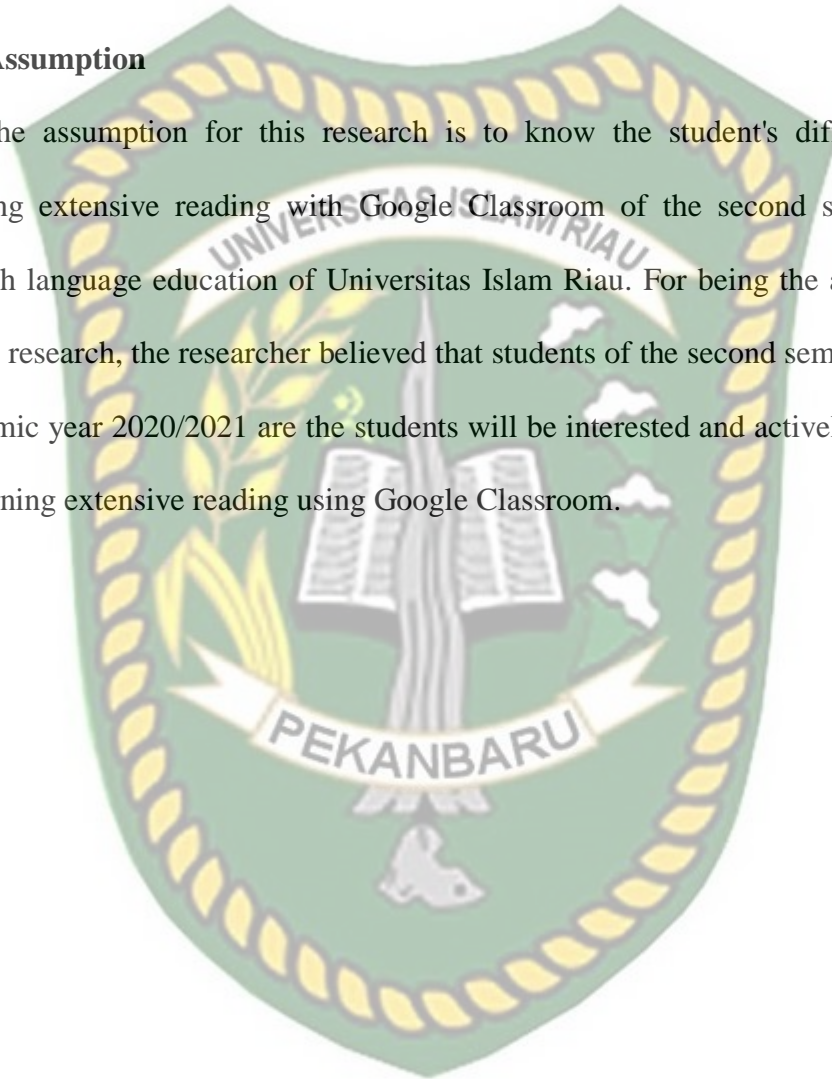 Assumption
he assumption for this research is to know the student's dif
ng extensive reading with Google Classroom of the second s
h language education of Universitas Islam Riau. For being the a
research, the researcher believed that students of the second sem
mic year 2020/2021 are the students will be interested and actively
ning extensive reading using Google Classroom.
UNIVERSITAS ISLAM RIAU
PEKANBARU